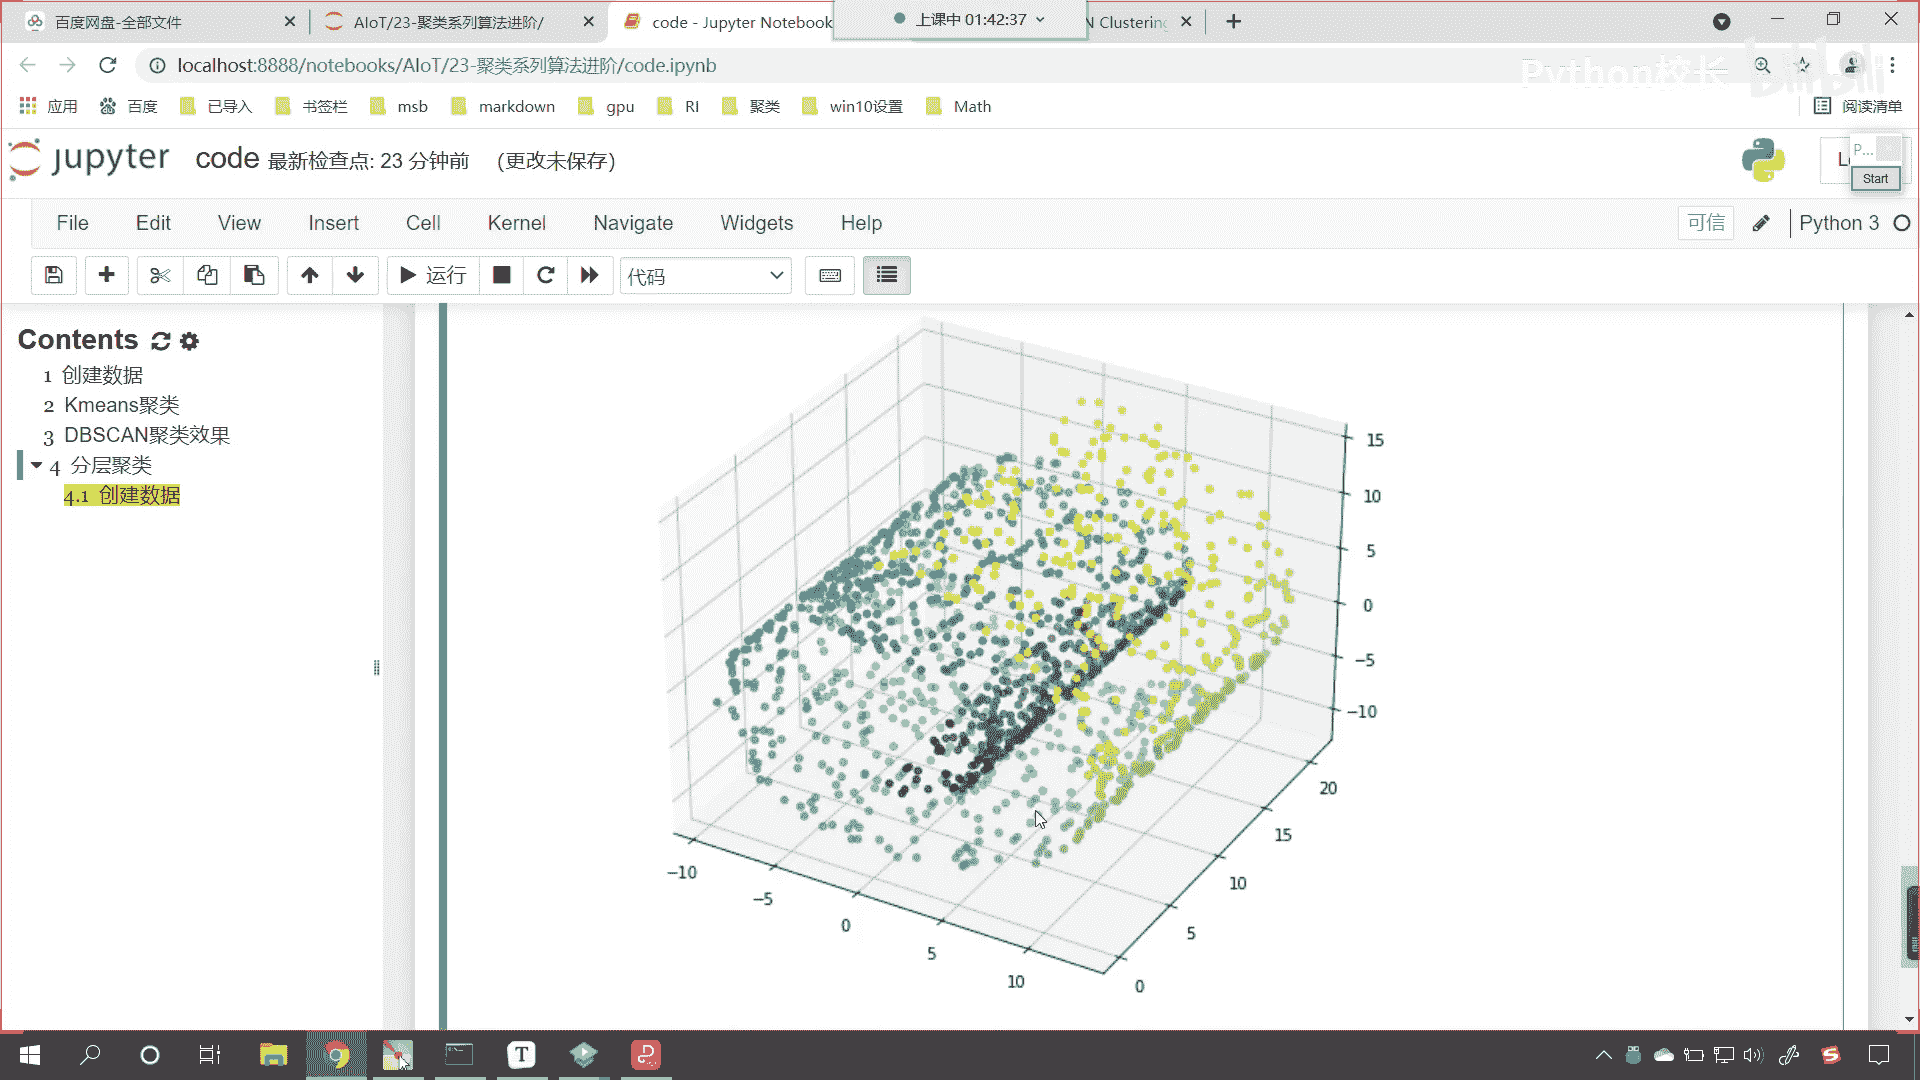 百度网盘-全部文件
AIoT/23-聚类系列算法进阶/
code - Jupyter Notebook
上课中 01:42:37
N Clustering
localhost:8888/notebooks/AIoT/23-聚类系列算法进阶/code.ipynb
Python校长
bilibili
应用
百度
已导入
书签栏
msb
markdown
gpu
RI
聚类
win10设置
Math
阅读清单
jupyter
code 最新检查点: 23 分钟前 (更改未保存)
P...
Start
File Edit View Insert Cell Kernel Navigate Widgets Help
可信
Python 3
运行
代码
Contents
1 创建数据
2 Kmeans聚类
3 DBSCAN聚类效果
4 分层聚类
4.1 创建数据
15
10
5
0
−5
−10
20
15
10
5
0
−10
−5
0
5
10